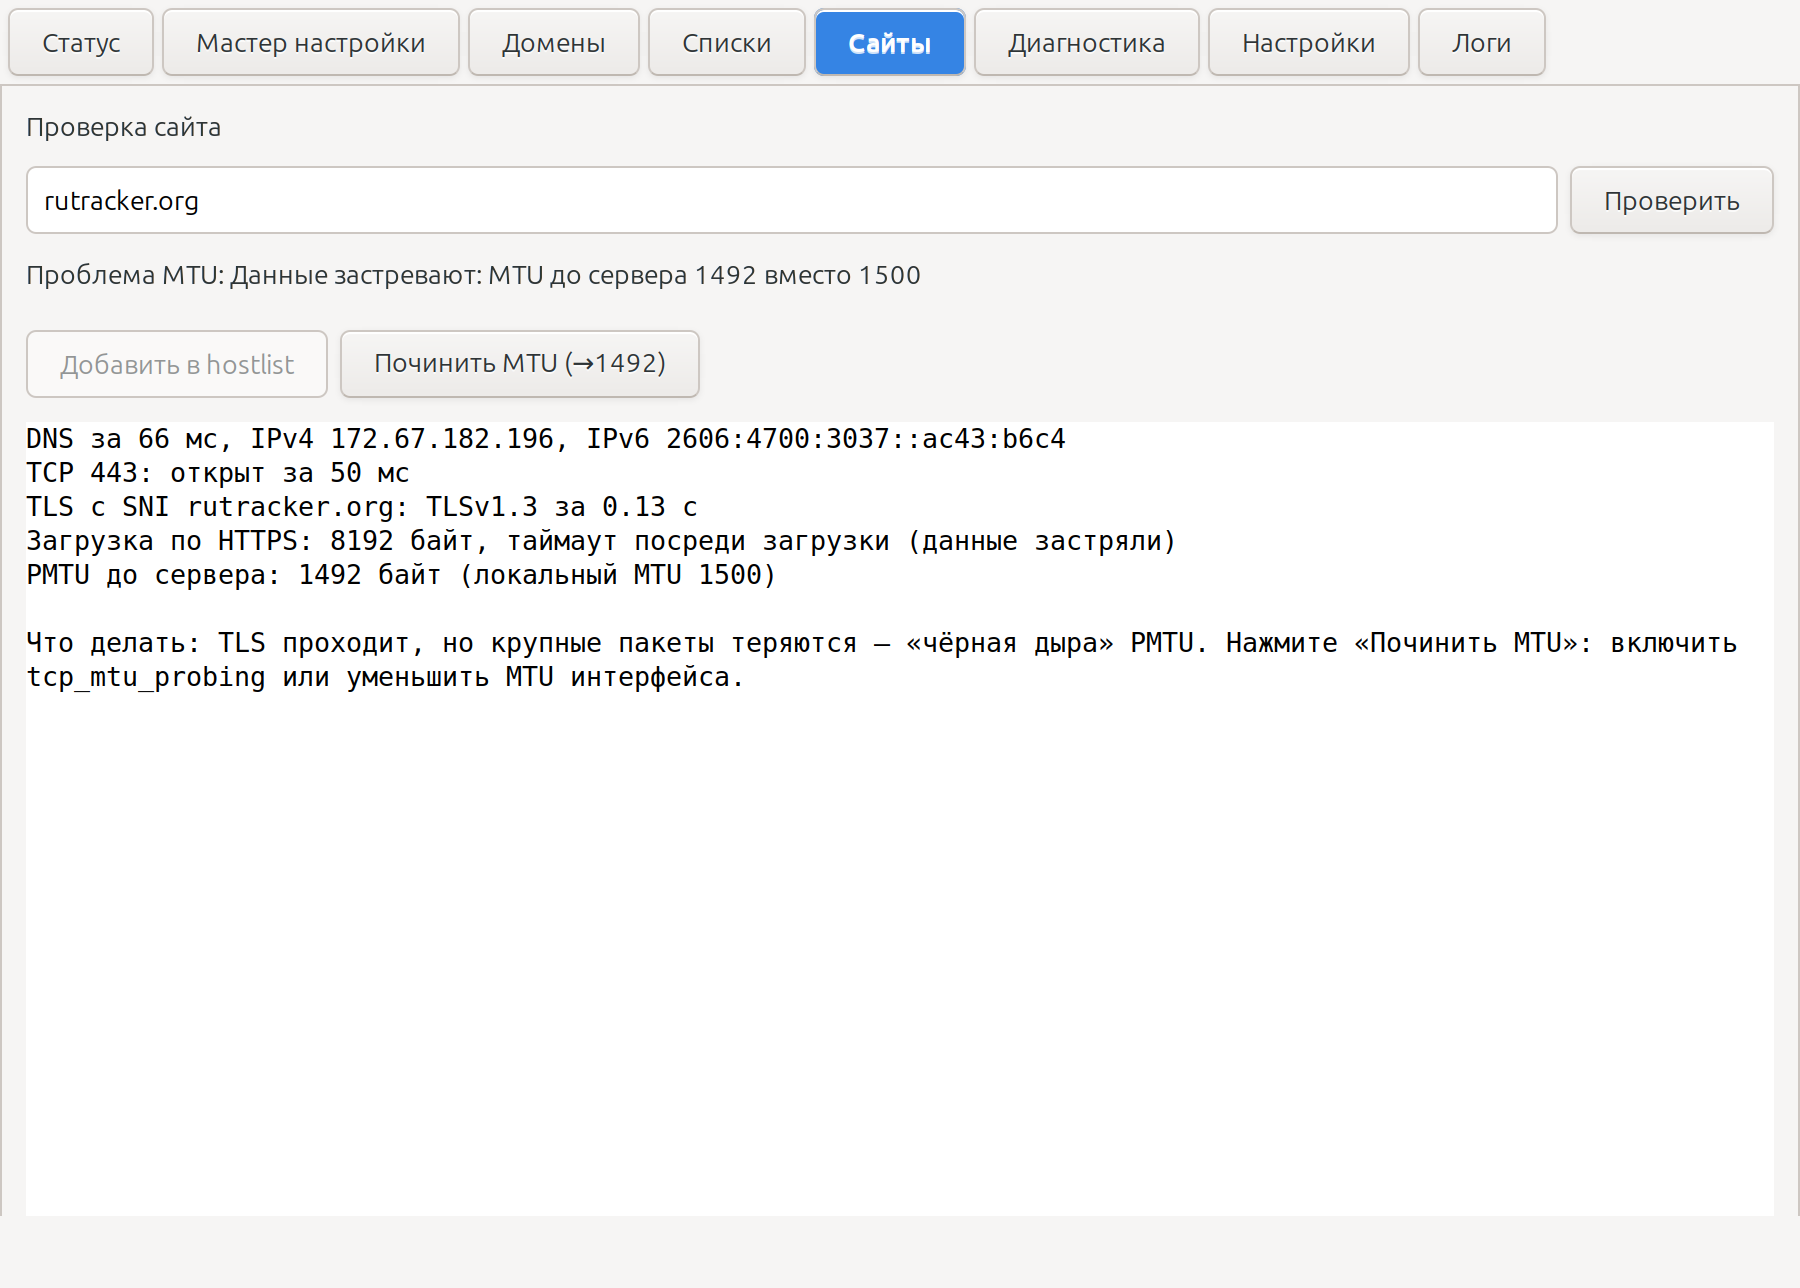 Статус Мастер настройки Домены Списки Сайты Диагностика Настройки Логи
Проверка сайта
rutracker.org Проверить
Проблема MTU: Данные застревают: MTU до сервера 1492 вместо 1500
Добавить в hostlist Починить MTU (→1492)
DNS за 66 мс, IPv4 172.67.182.196, IPv6 2606:4700:3037::ac43:b6c4
TCP 443: открыт за 50 мс
TLS с SNI rutracker.org: TLSv1.3 за 0.13 с
Загрузка по HTTPS: 8192 байт, таймаут посреди загрузки (данные застряли)
PMTU до сервера: 1492 байт (локальный MTU 1500)
Что делать: TLS проходит, но крупные пакеты теряются — «чёрная дыра» PMTU. Нажмите «Починить MTU»: включить
tcp_mtu_probing или уменьшить MTU интерфейса.